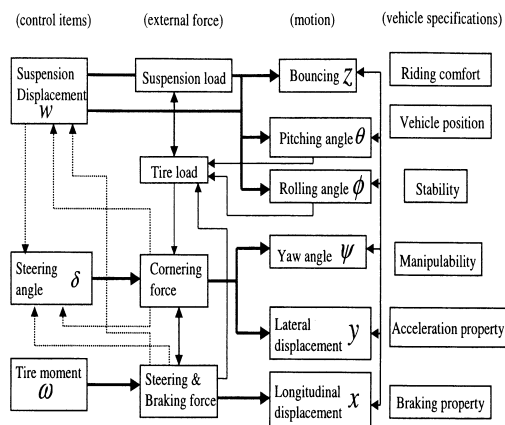 (control items) (external force) (motion) (vehicle specifications)
Suspension
Displacement
w
Suspension load
Bouncing z
Riding comfort
Vehicle position
Pitching angle θ
Tire load
Rolling angle ϕ
Stability
Steering
angle δ
Cornering
force
Yaw angle ψ
Manipulability
Lateral
displacement y
Acceleration property
Tire moment
ω
Steering &
Braking force
Longitudinal
displacement x
Braking property